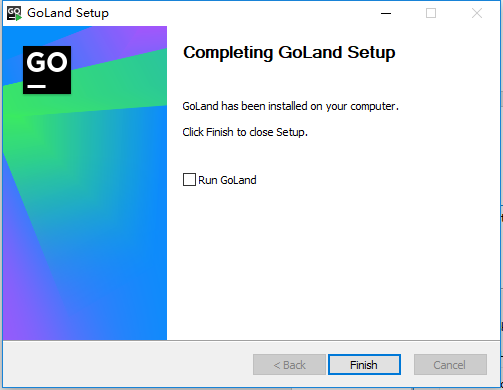 GoLand Setup
GO
Completing GoLand Setup
GoLand has been installed on your computer.
Click Finish to close Setup.
Run GoLand
< Back
Finish
Cancel